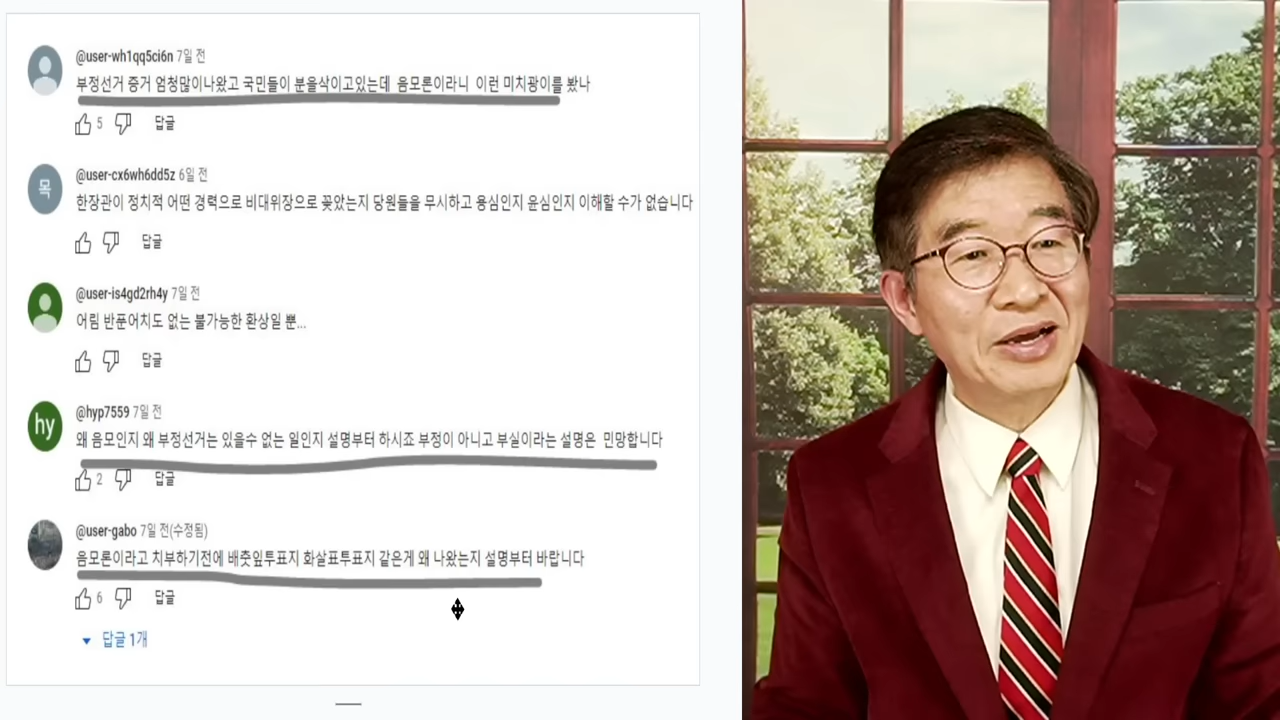 @user-wh1qq5ci6n 7일 전
부정선거 증거 엄청많이나왔고 국민들이 분을삭이고있는데 음모론이라니 이런 미치광이를 봤나
5 답글
목
@user-cx6wh6dd5z 6일 전
한장관이 정치적 어떤 경력으로 비대위장으로 꽂았는지 당원들을 무시하고 용심인지 윤심인지 이해할 수가 없습니다
답글
@user-is4gd2rh4y 7일 전
어림 반푼어치도 없는 불가능한 환상일 뿐...
답글
hy
@hyp7559 7일 전
왜 음모인지 왜 부정선거는 있을수 없는 일인지 설명부터 하시죠 부정이 아니고 부실이라는 설명은 민망합니다
2 답글
@user-gabo 7일 전(수정됨)
음모론이라고 치부하기전에 배춧잎투표지 화살표투표지 같은게 왜 나왔는지 설명부터 바랍니다
6 답글
답글 1개